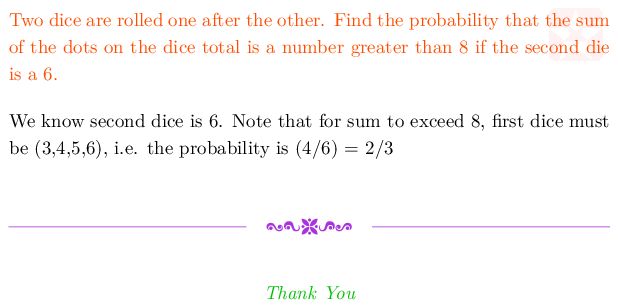 Two dice are rolled one after the other. Find the probability that the sum
of the dots on the dice total is a number greater than 8 if the second die
is a 6.
We know second dice is 6. Note that for sum to exceed 8, first dice must
be (3,4,5,6), i.e. the probability is (4/6) = 2/3
Thank You